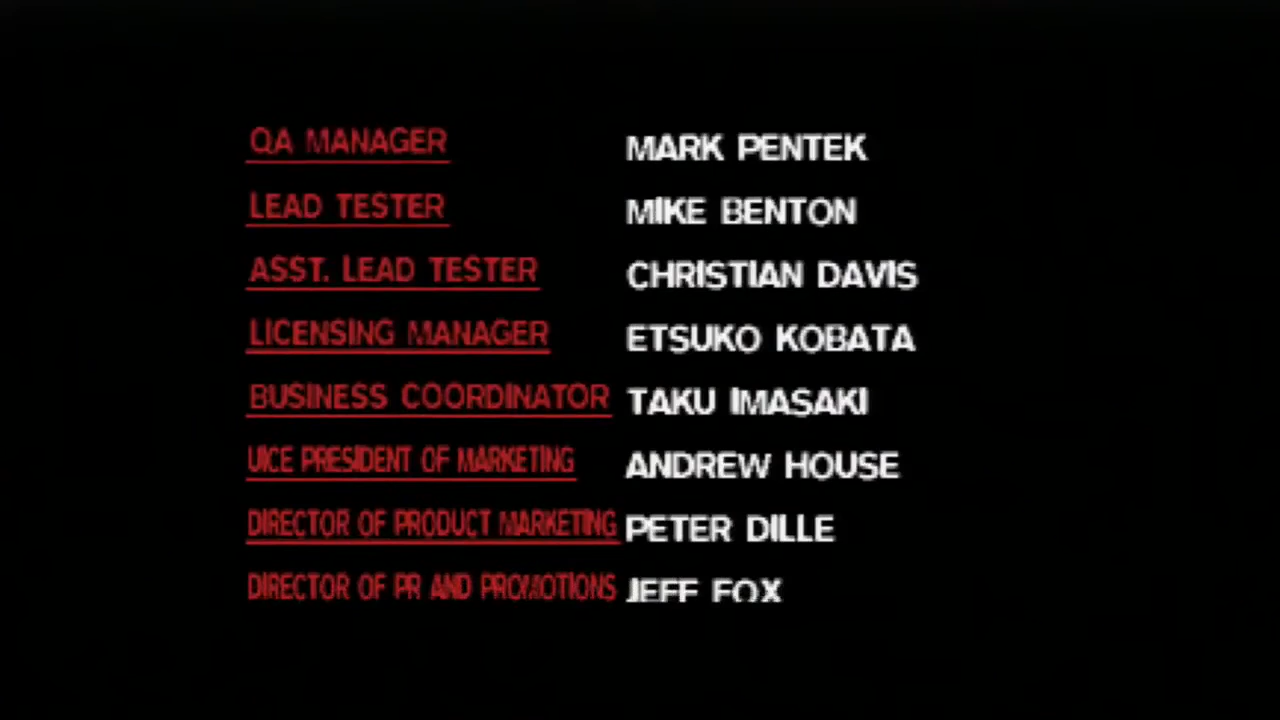 QA MANAGER MARK PENTEK
LEAD TESTER MIKE BENTON
ASST. LEAD TESTER CHRISTIAN DAVIS
LICENSING MANAGER ETSUKO KOBATA
BUSINESS COORDINATOR TAKU IMASAKI
VICE PRESIDENT OF MARKETING ANDREW HOUSE
DIRECTOR OF PRODUCT MARKETING PETER DILLE
DIRECTOR OF PR AND PROMOTIONS JEFF FOX